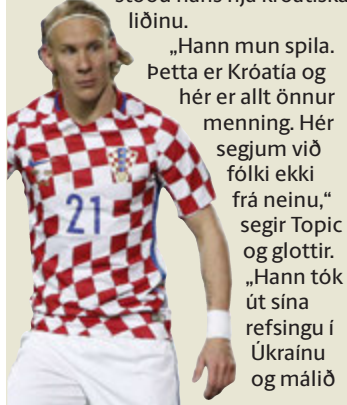 liðinu.
„Hann mun spila.
Þetta er Króatía og
hér er allt önnur
menning. Hér
segjum við
fólki ekki
frá neinu,“
segir Topic
og glottir.
„Hann tók
út sína
refsingu í
Úkraínu
og málið
21